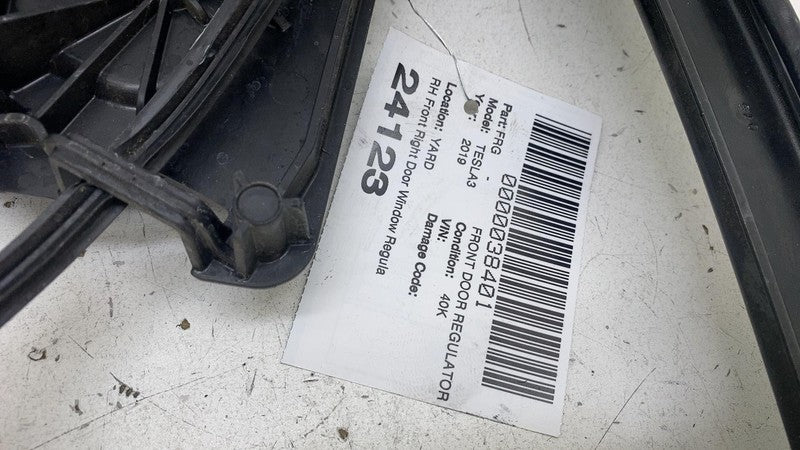 0000038401
Part: FRG - FRONT DOOR REGULATOR
Model: TESLA3 Condition: 40K
2019 VIN:
Location: YARD Damage Code:
RH Front Right Door Window Regula
24123